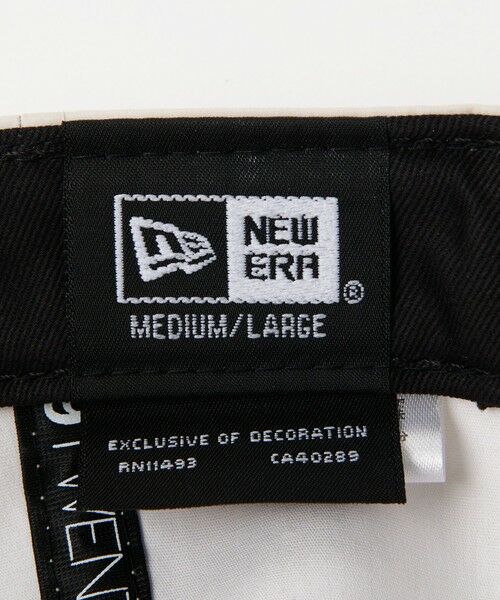 NEW
ERA
®
MEDIUM/LARGE
EXCLUSIVE OF DECORATION
RN11493 CA40289